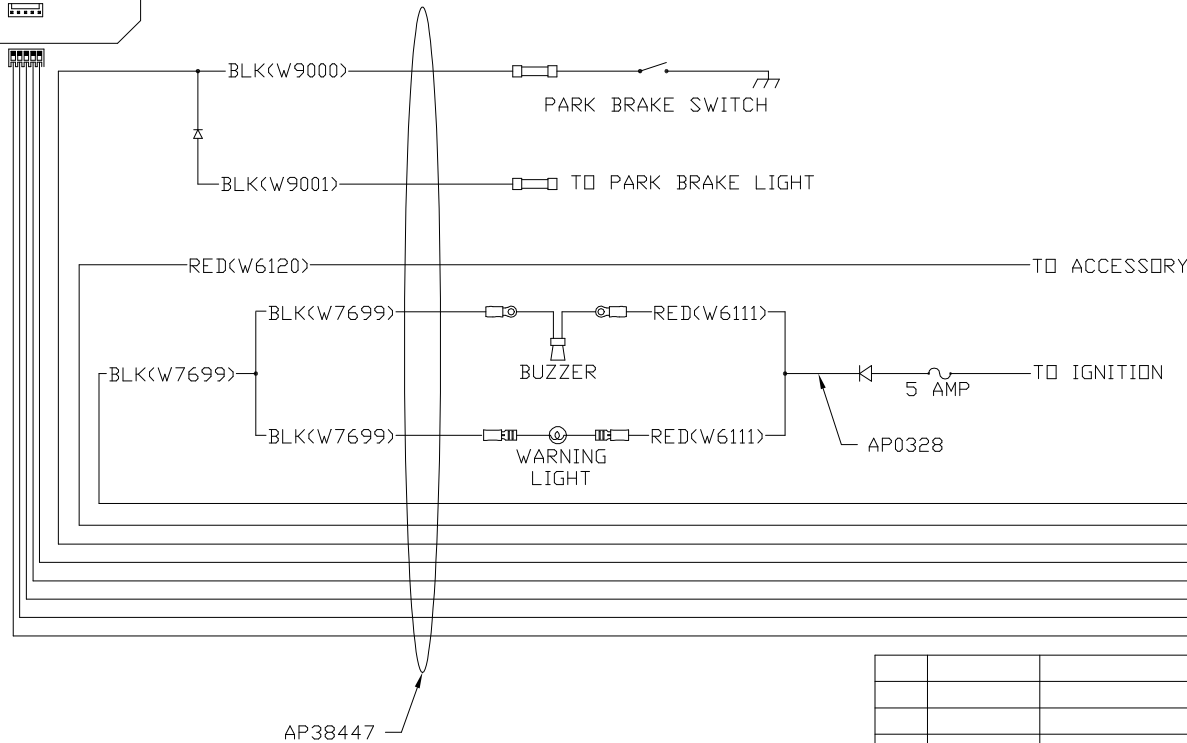 BLK(W9000)
PARK BRAKE SWITCH
BLK(W9001)
TO PARK BRAKE LIGHT
RED(W6120)
TO ACCESSORY
BLK(W7699)
RED(W6111)
BUZZER
BLK(W7699)
5 AMP
TO IGNITION
BLK(W7699)
RED(W6111)
AP0328
WARNING
LIGHT
AP38447